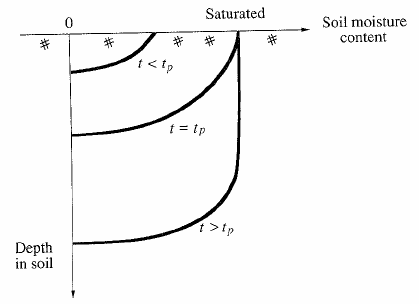 0
Saturated
Soil moisture
content
t < tₚ
t = tₚ
t > tₚ
Depth
in soil